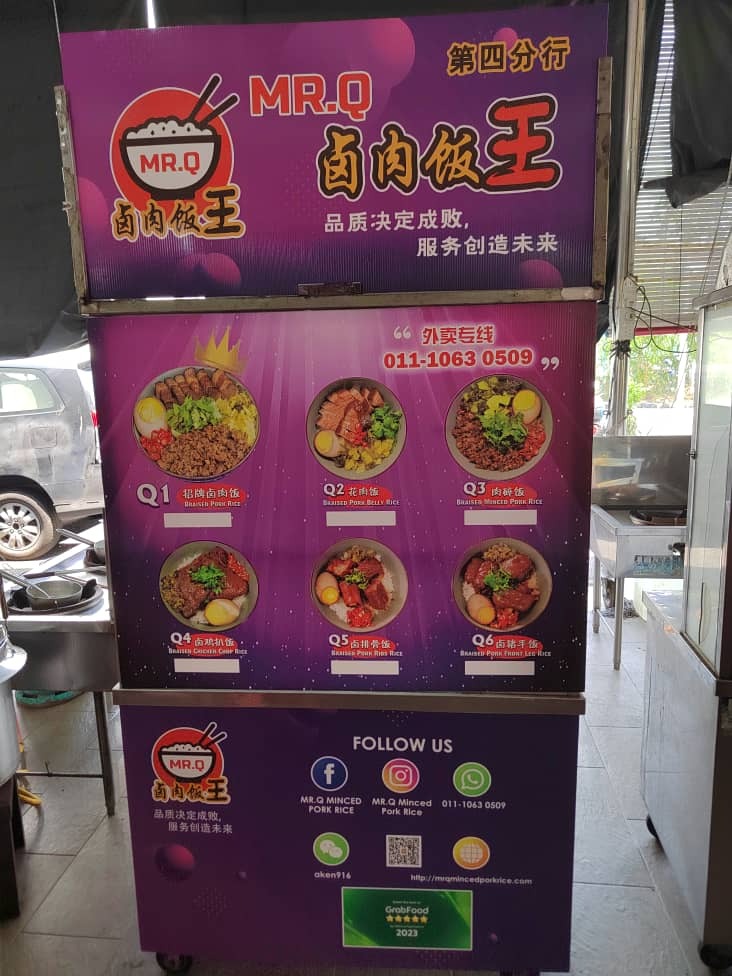 第四分行
MR.Q
卤肉饭王
MR.Q
卤肉饭王
品质决定成败,
服务创造未来
“ 外卖专线
011-1063 0509 ”
Q1 招牌卤肉饭
BRAISED PORK RICE
Q2 花肉饭
BRAISED PORK BELLY RICE
Q3 肉碎饭
BRAISED MINCED PORK RICE
Q4 卤鸡扒饭
BRAISED CHICKEN CHOP RICE
Q5 卤排骨饭
BRAISED PORK RIBS RICE
Q6 卤猪手饭
BRAISED PORK FRONT LEG RICE
MR.Q
卤肉饭王
品质决定成败,
服务创造未来
FOLLOW US
MR.Q MINCED
PORK RICE
MR.Q Minced
Pork Rice
011-1063 0509
aken916
http://mrqmincedporkrice.com
GrabFood
2023